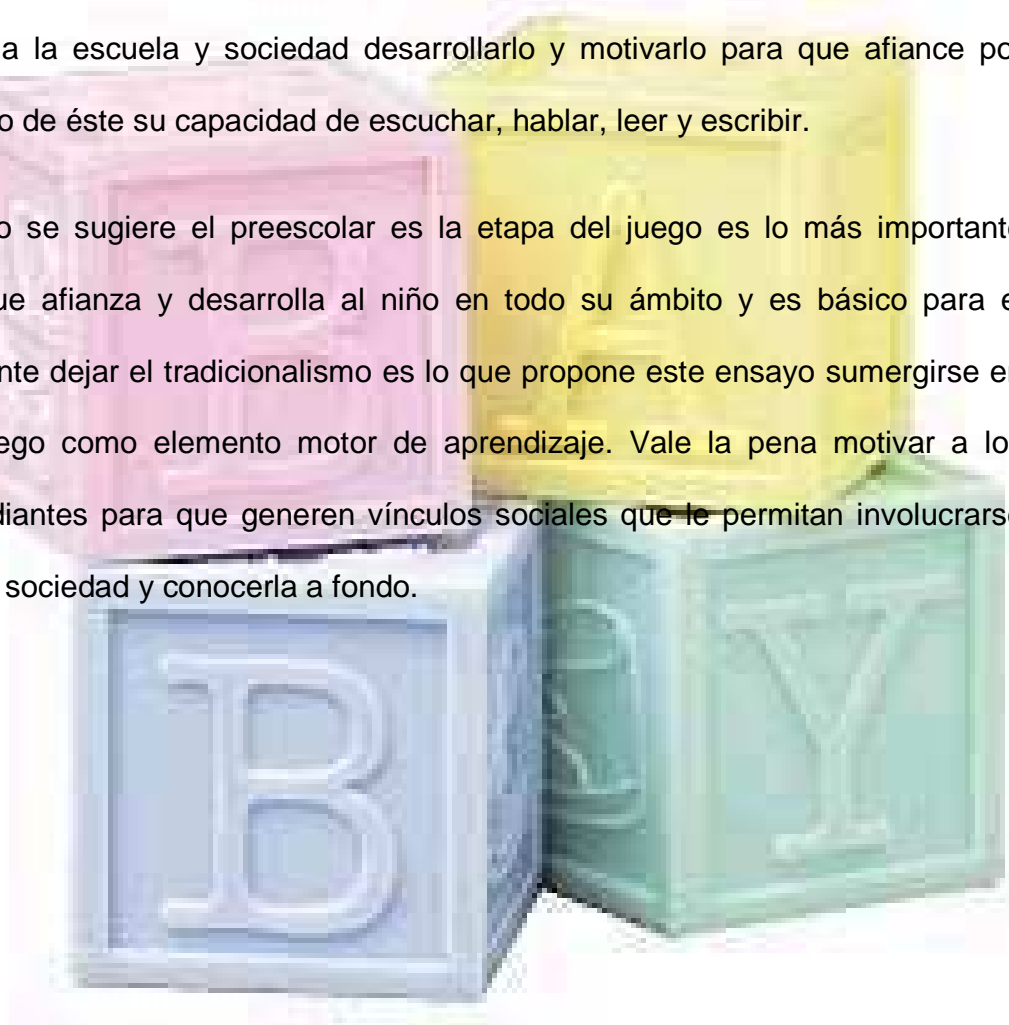 a la escuela y sociedad desarrollarlo y motivarlo para que afiance po
o de éste su capacidad de escuchar, hablar, leer y escribir.
o se sugiere el preescolar es la etapa del juego es lo más important
ue afianza y desarrolla al niño en todo su ámbito y es básico para e
nte dejar el tradicionalismo es lo que propone este ensayo sumergirse e
ego como elemento motor de aprendizaje. Vale la pena motivar a lo
diantes para que generen vínculos sociales que le permitan involucrars
sociedad y conocerla a fondo.
B A
B Y